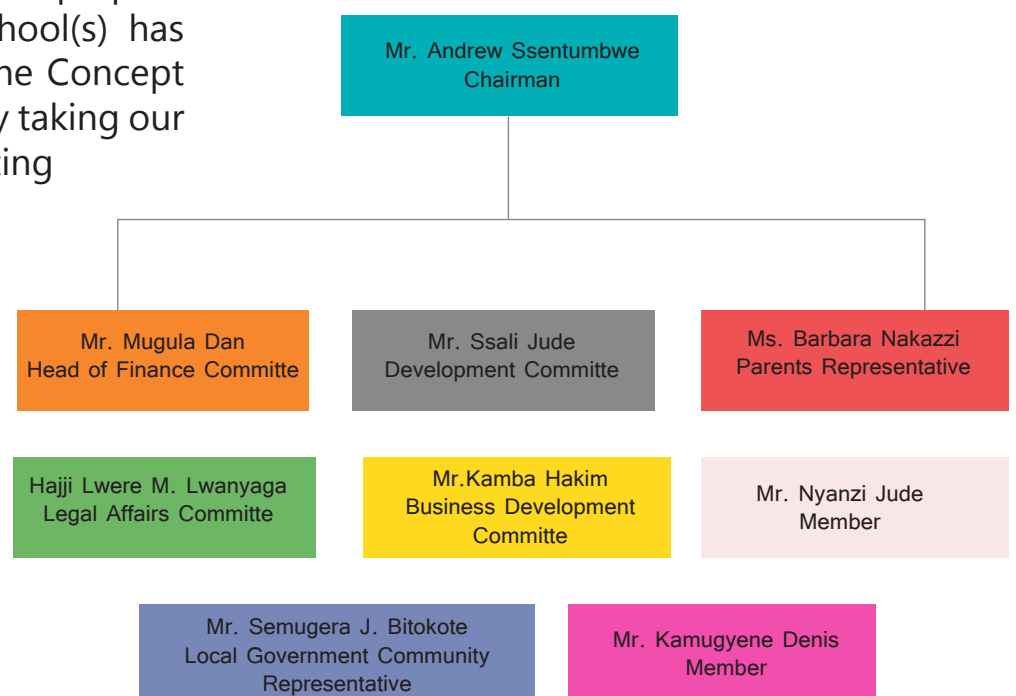 hool(s) has
Concept
y taking our
Mr. Andrew Ssentumbwe
Chairman
Mr. Mugula Dan
Head of Finance Committe
Mr. Ssali Jude
Development Committe
Ms. Barbara Nakazzi
Parents Representative
Hajji Lwere M. Lwanyaga
Legal Affairs Committe
Mr.Kamba Hakim
Business Development
Committe
Mr. Nyanzi Jude
Member
Mr. Semugera J. Bitokote
Local Government Community
Representative
Mr. Kamugyene Denis
Member